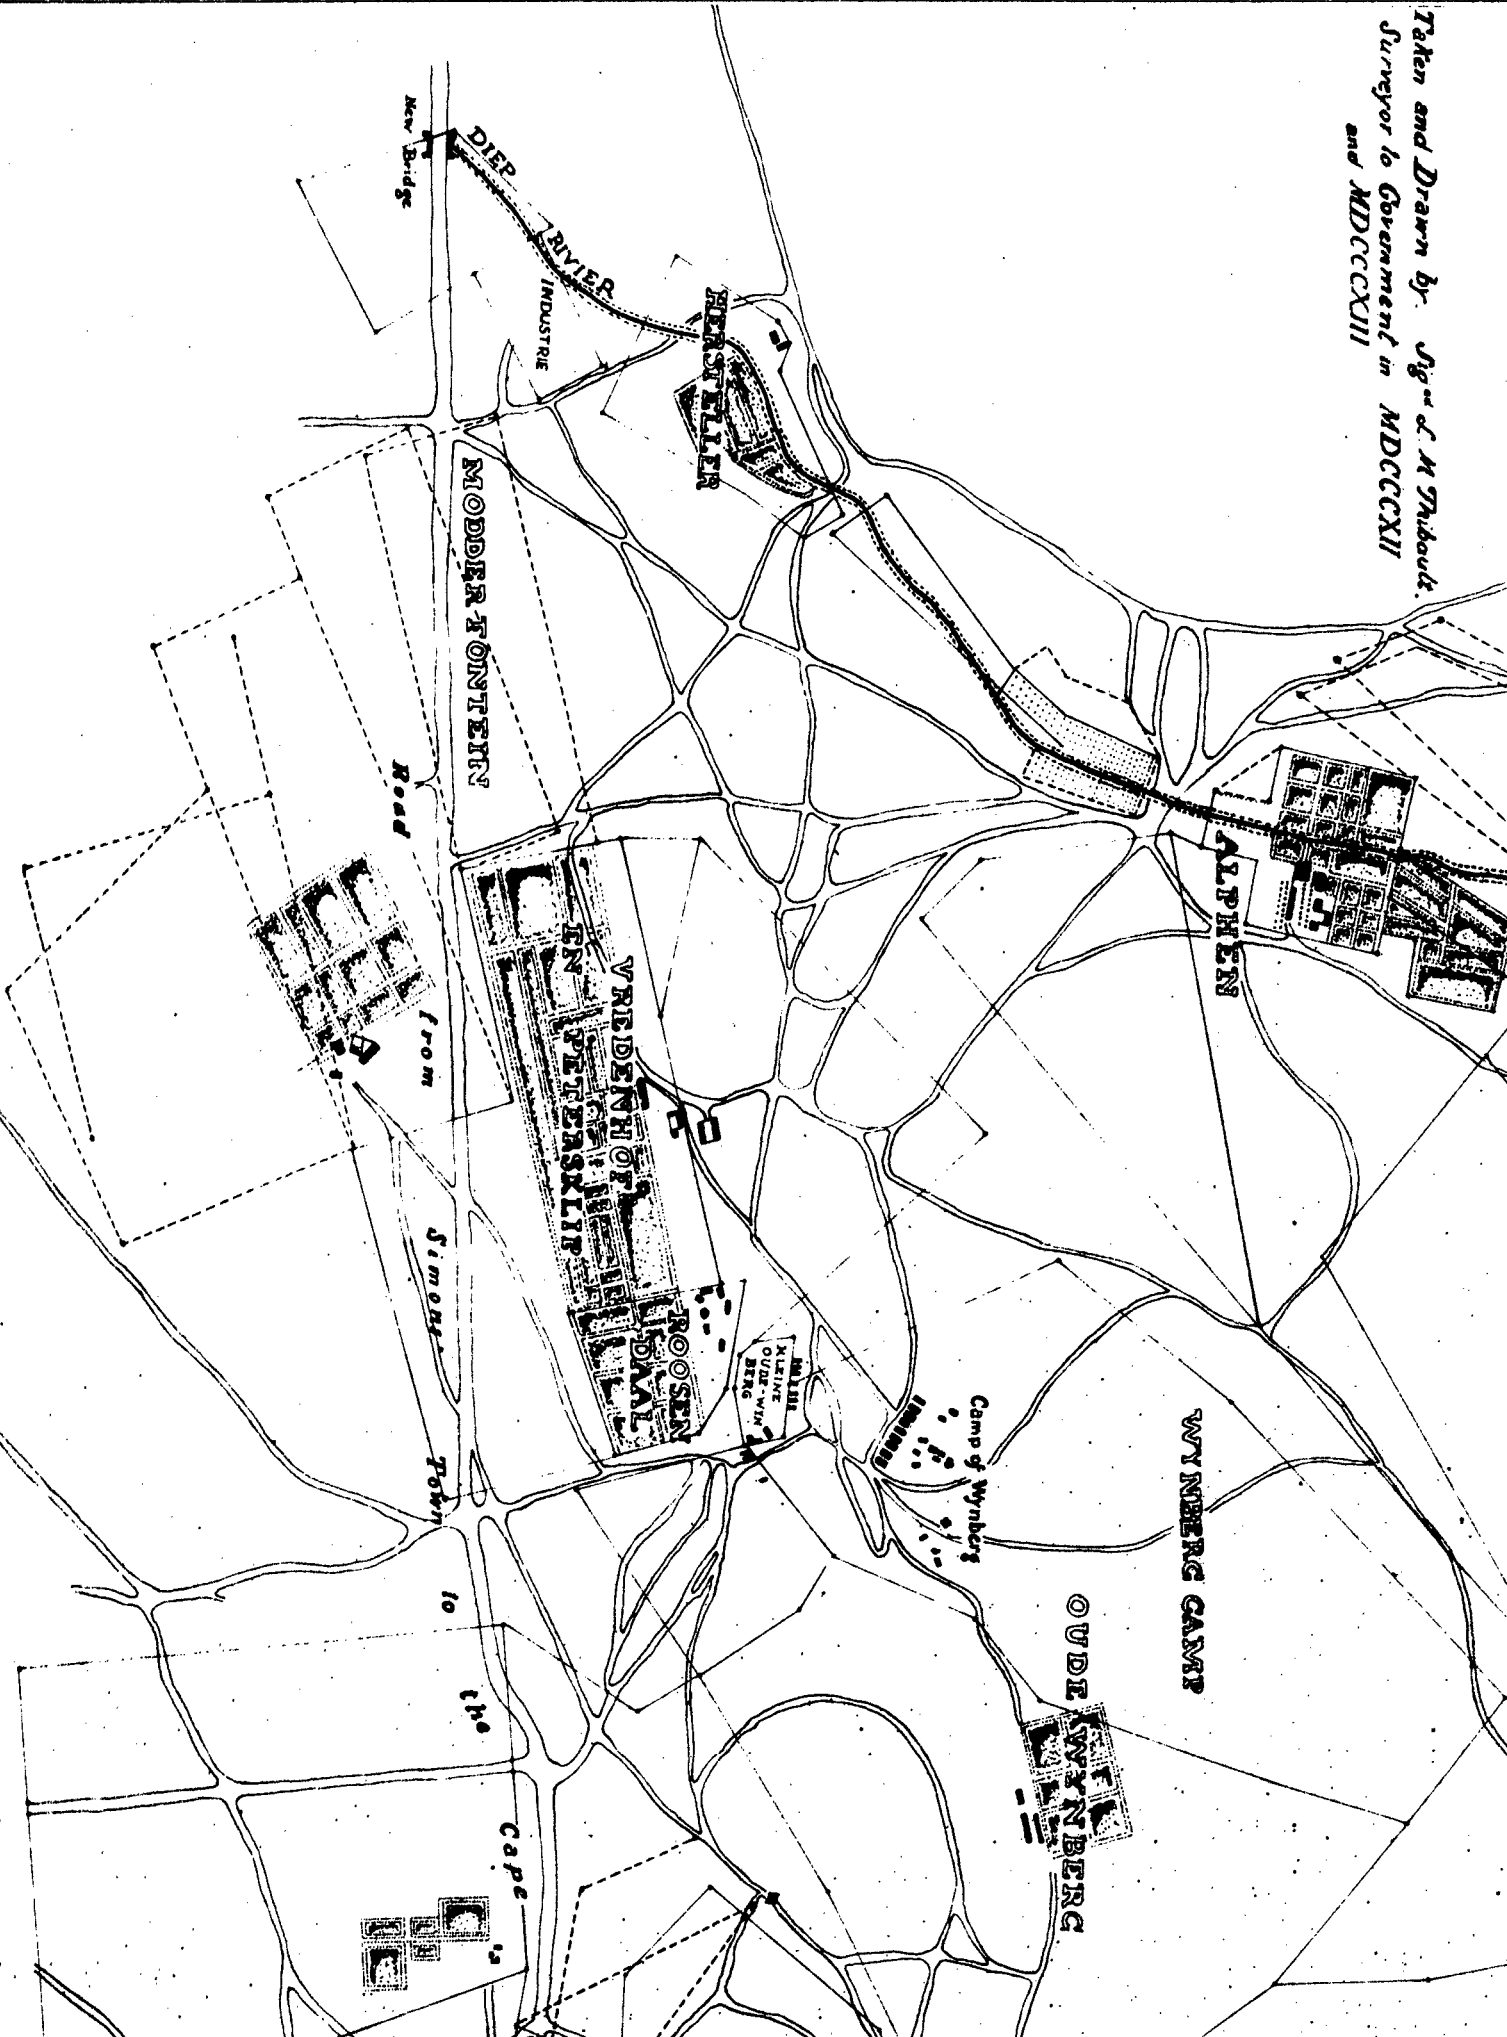 Taken and Drawn by Sigᵈ L M Thibault.
Surveyor to Government in MDCCCXII
and MDCCCXIII
New Bridge
DIEP
RIVIER
INDUSTRIE
HERTZELLER
MODDER-FONTEIN
ALPHEN
VREDENHOF
EN PETERSKLIP
ROOSEN
DAAL
KLEINE
OUDE-WIN
BERG
Camp of Wynberg
WYNBERG CAMP
OUDE WYNBERG
Road from Simons Town to the Cape